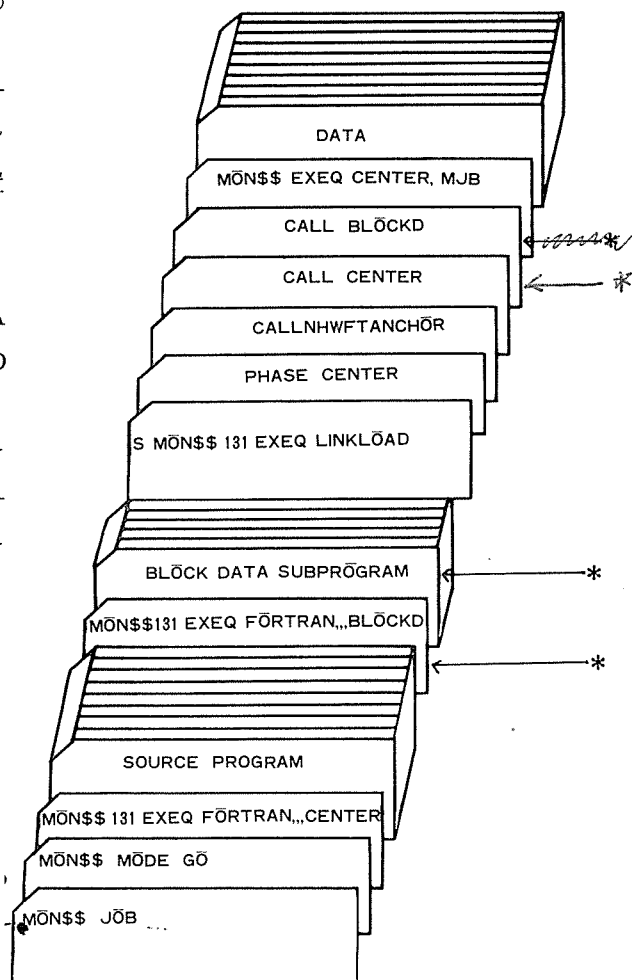 DATA
MŌN$$ EXEQ CENTER, MJB
CALL BLŌCKD
*
CALL CENTER
*
CALLNHWFTANCHŌR
PHASE CENTER
S MŌN$$ 131 EXEQ LINKLŌAD
BLŌCK DATA SUBPRŌGRAM
*
MŌN$$131 EXEQ FŌRTRAN,,,BLŌCKD
*
SOURCE PROGRAM
MŌN$$ 131 EXEQ FŌRTRAN,,,CENTER
MŌN$$ MŌDE GŌ
MŌN$$ JŌB ...